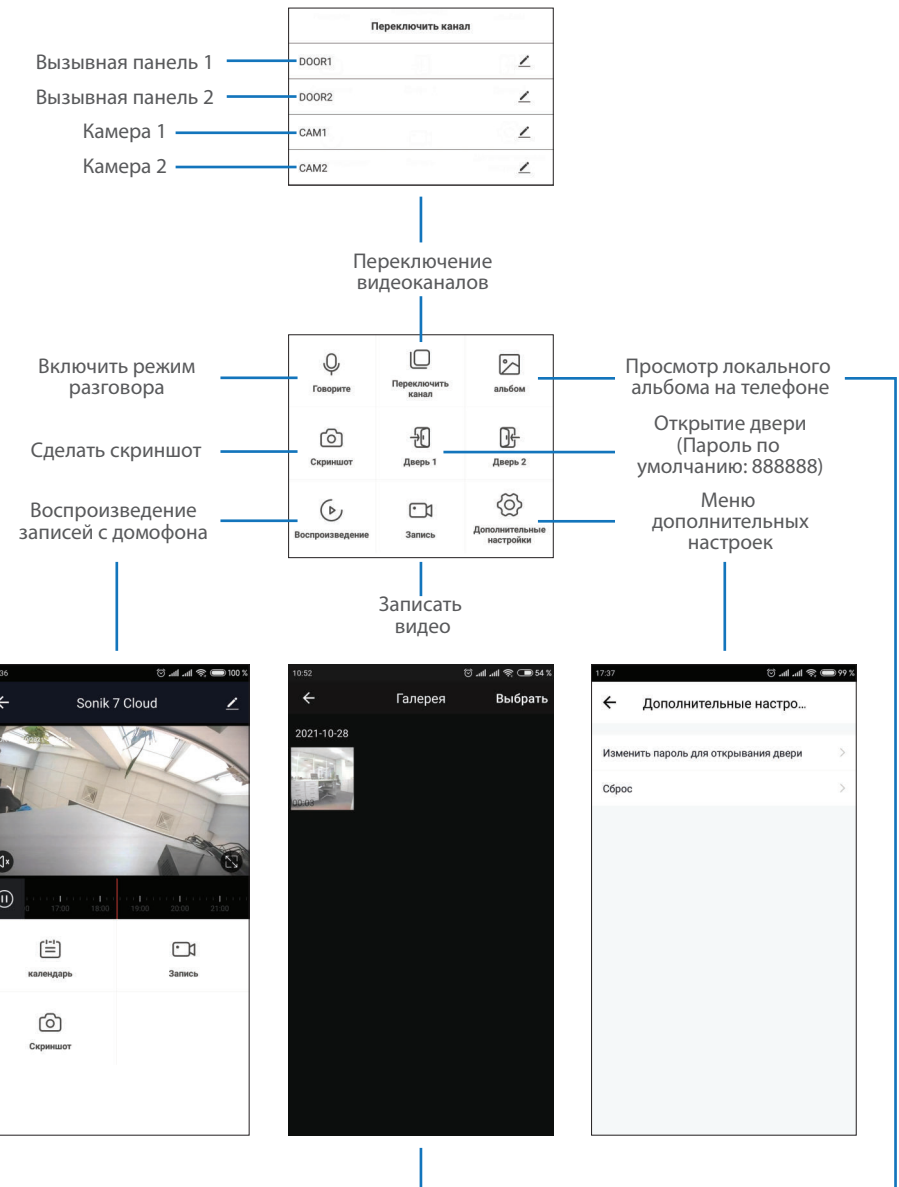 Переключить канал
Вызывная панель 1
DOOR1
Вызывная панель 2
DOOR2
Камера 1
CAM1
Камера 2
CAM2
Переключение
видеоканалов
Включить режим
разговора
Говорите
Переключить
канал
альбом
Просмотр локального
альбома на телефоне
Сделать скриншот
Скриншот
Дверь 1
Дверь 2
Открытие двери
(Пароль по
умолчанию: 888888)
Воспроизведение
записей с домофона
Воспроизведение
Запись
Дополнительные
настройки
Меню
дополнительных
настроек
Записать
видео
36
100 %
Sonik 7 Cloud
17:00 18:00 19:00 20:00 21:00
календарь
Запись
Скриншот
10:52
54 %
Галерея
Выбрать
2021-10-28
00:03
17:37
99 %
Дополнительные настро...
Изменить пароль для открывания двери
Сброс